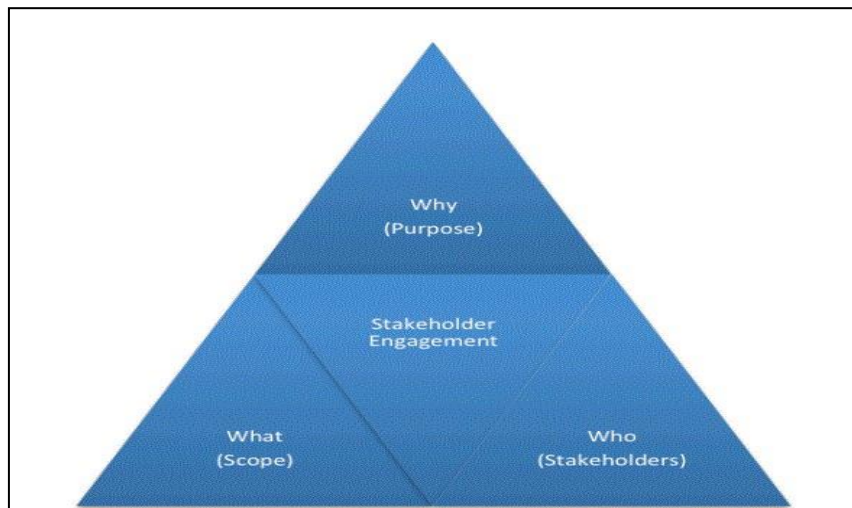 Why
(Purpose)
Stakeholder
Engagement
What
(Scope)
Who
(Stakeholders)